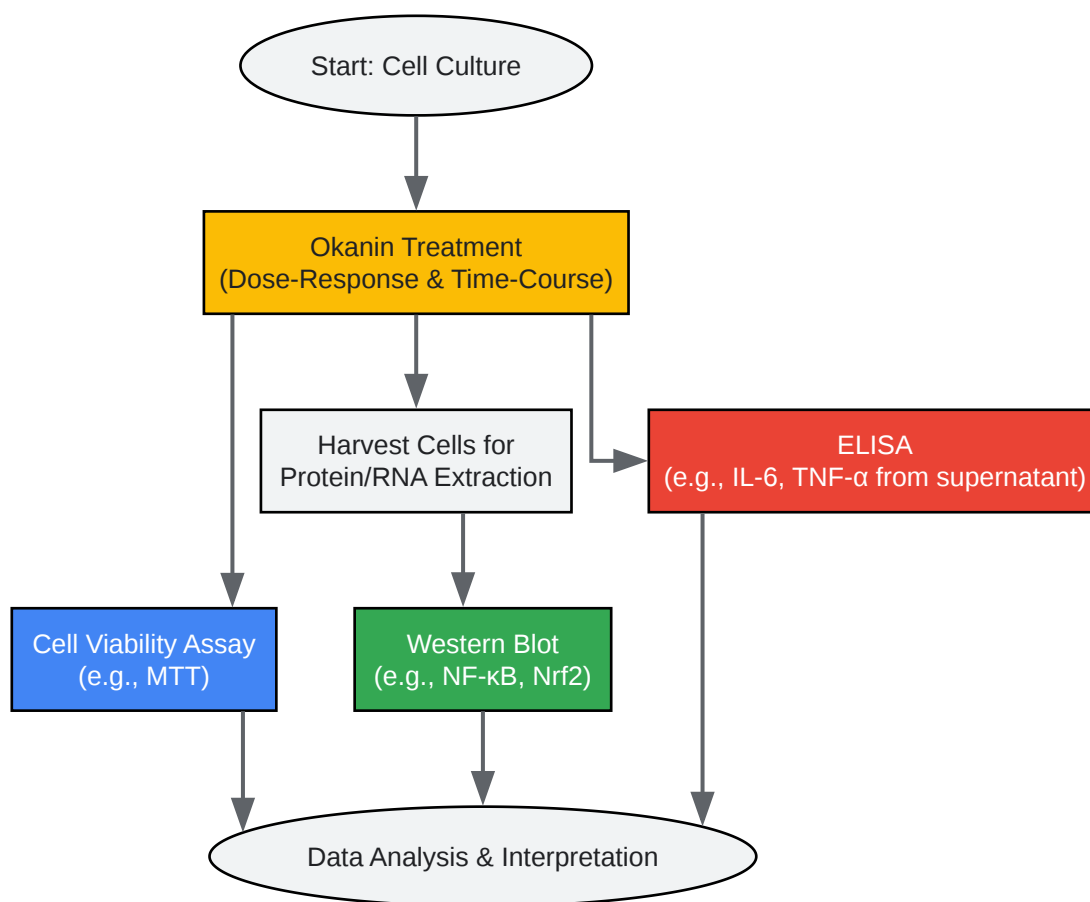 Start: Cell Culture
Okanin Treatment
(Dose-Response & Time-Course)
Harvest Cells for
Protein/RNA Extraction
ELISA
(e.g., IL-6, TNF-α from supernatant)
Cell Viability Assay
(e.g., MTT)
Western Blot
(e.g., NF-κB, Nrf2)
Data Analysis & Interpretation